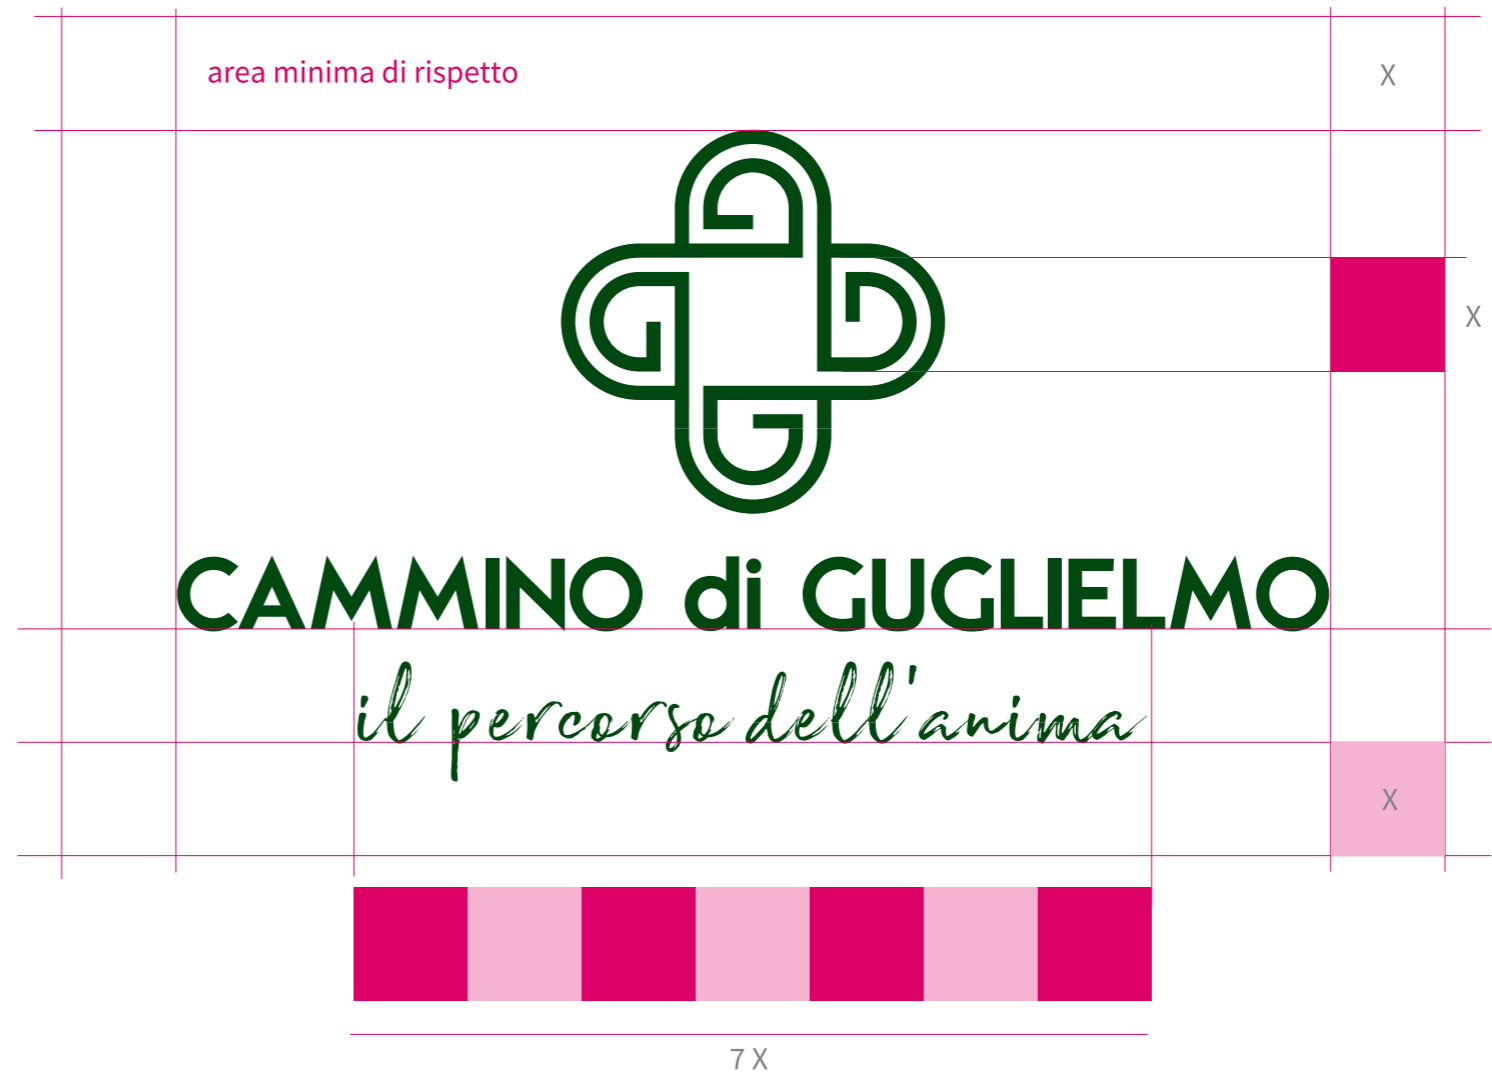 area minima di rispetto
X
X
CAMMINO di GUGLIELMO
il percorso dell'anima
X
7 X